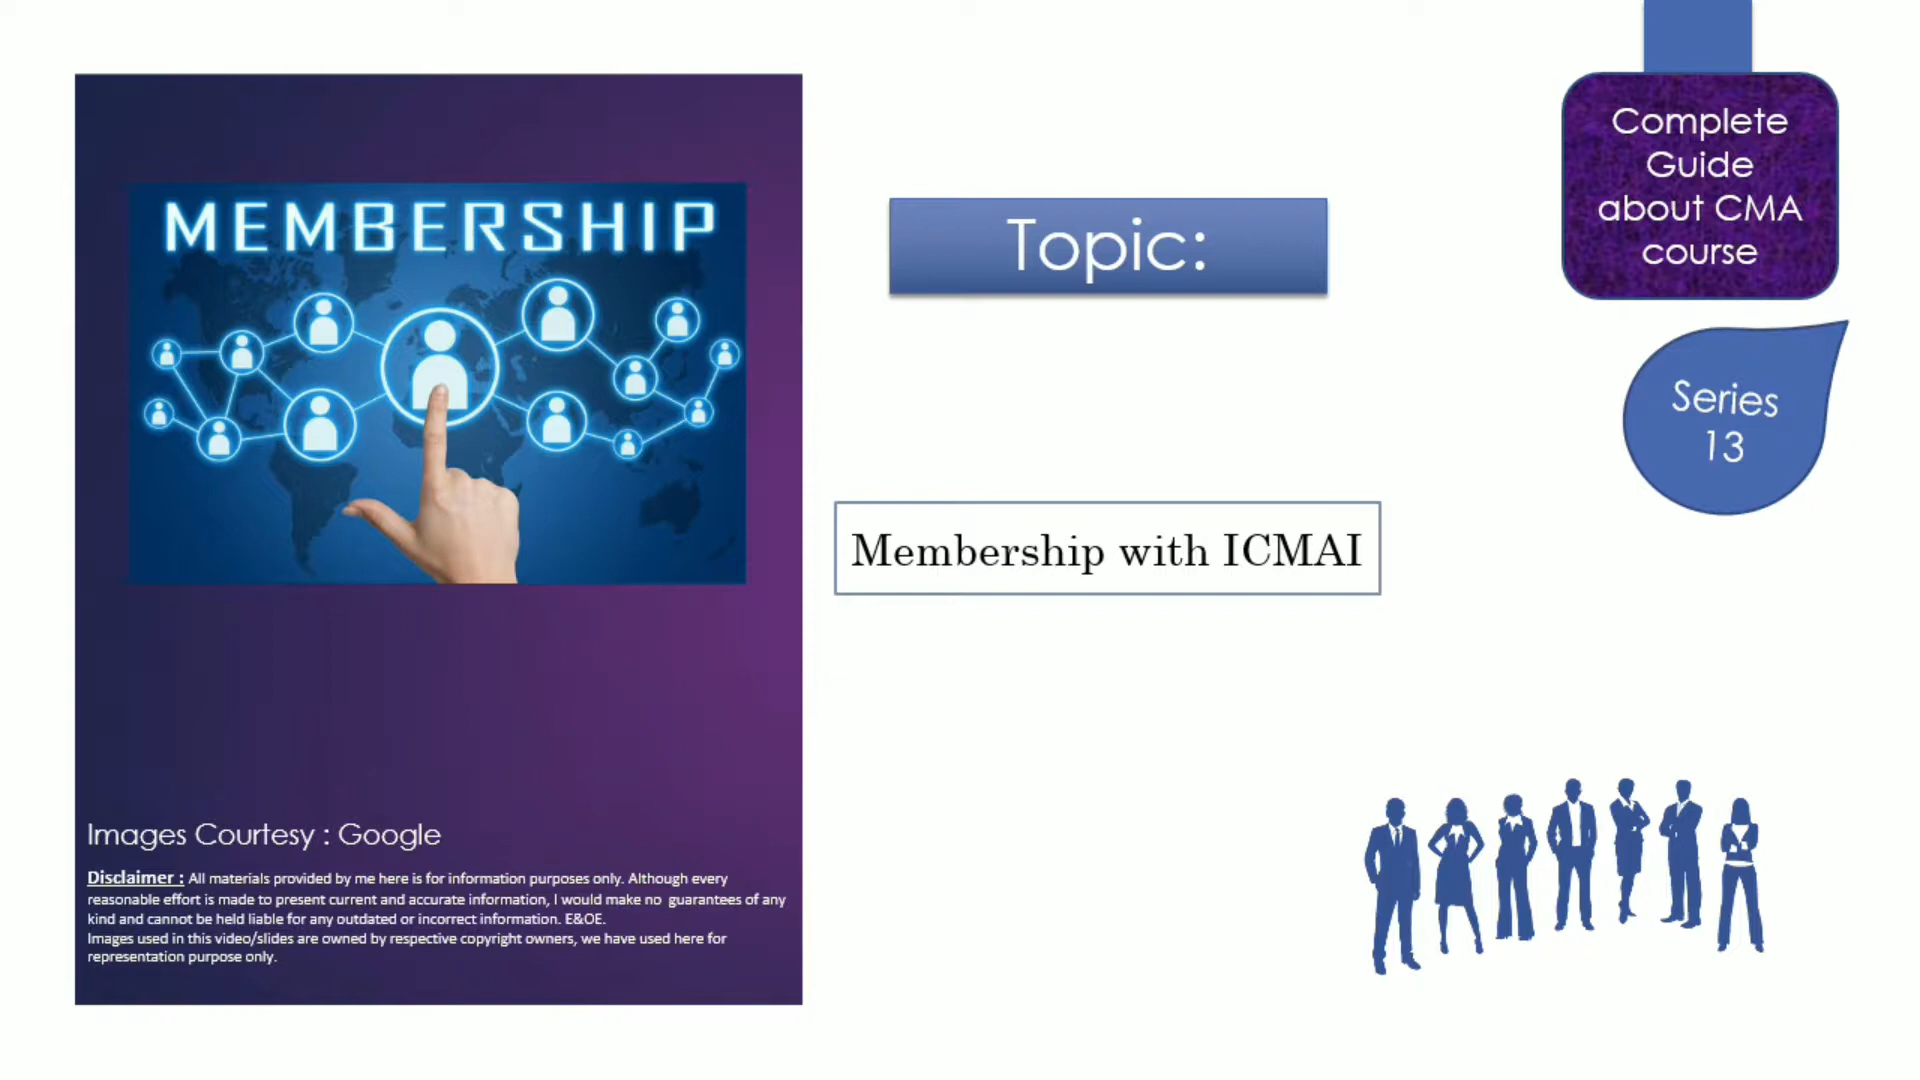 MEMBERSHIP
Images Courtesy : Google
Disclaimer : All materials provided by me here is for information purposes only. Although every
reasonable effort is made to present current and accurate information, I would make no guarantees of any
kind and cannot be held liable for any outdated or incorrect information. E&OE.
Images used in this video/slides are owned by respective copyright owners, we have used here for
representation purpose only.
Topic:
Membership with ICMAI
Complete
Guide
about CMA
course
Series
13